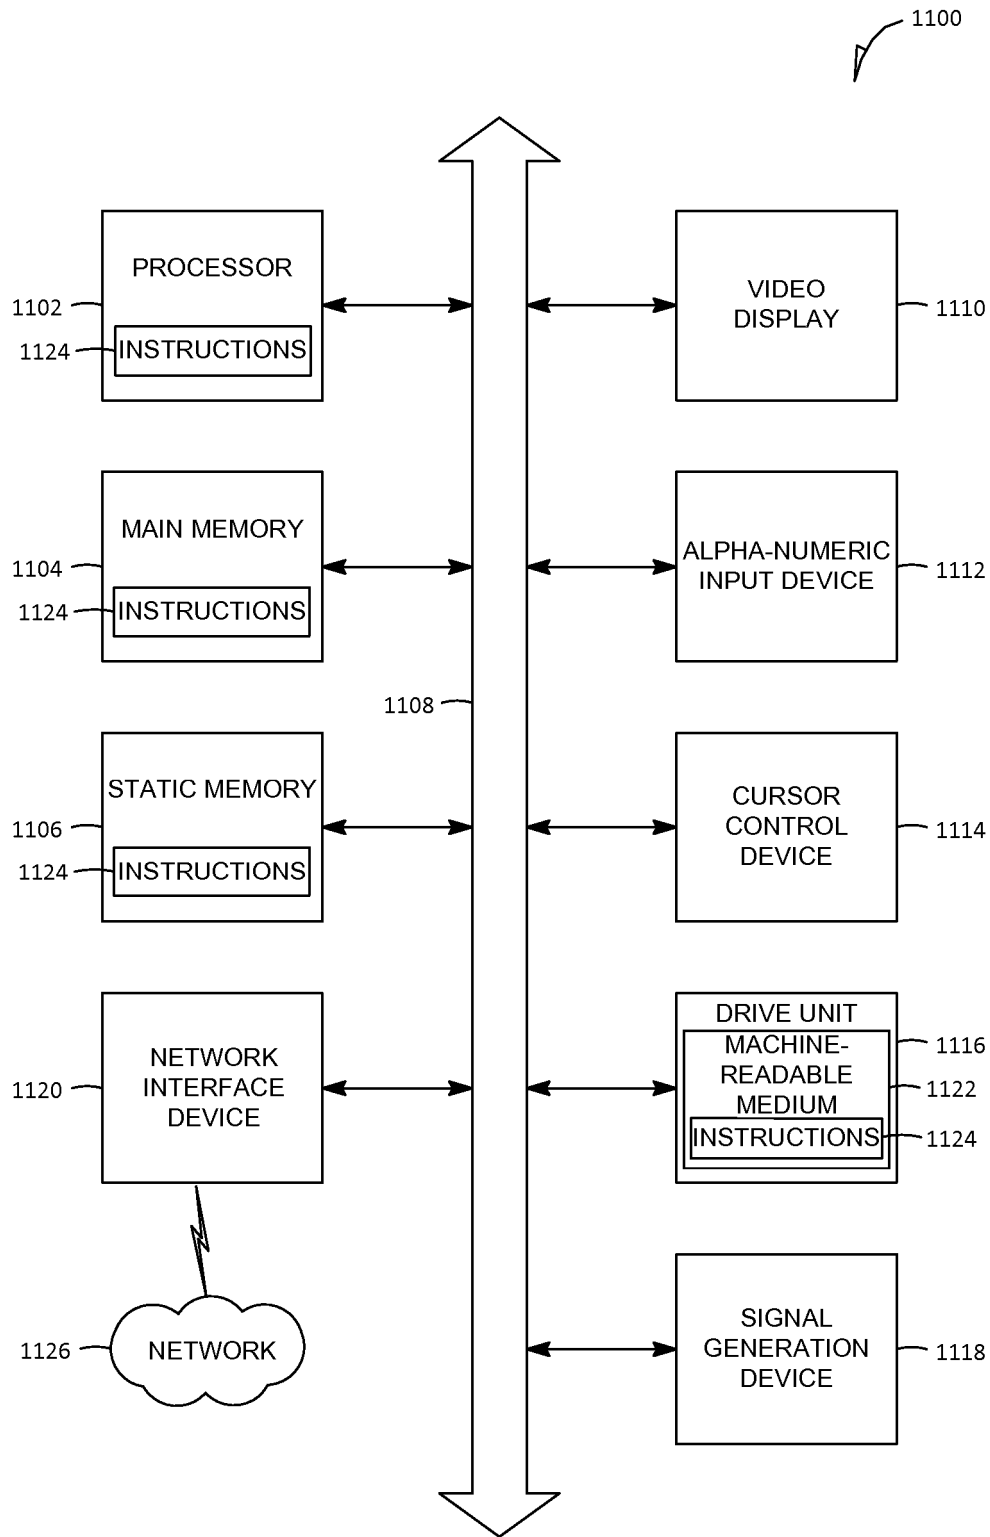 1100
PROCESSOR
1102
1124
INSTRUCTIONS
VIDEO
DISPLAY
1110
MAIN MEMORY
1104
1124
INSTRUCTIONS
ALPHA-NUMERIC
INPUT DEVICE
1112
1108
STATIC MEMORY
1106
1124
INSTRUCTIONS
CURSOR
CONTROL
DEVICE
1114
NETWORK
INTERFACE
DEVICE
1120
DRIVE UNIT
1116
MACHINE-
READABLE
MEDIUM
1122
INSTRUCTIONS
1124
1126
NETWORK
SIGNAL
GENERATION
DEVICE
1118